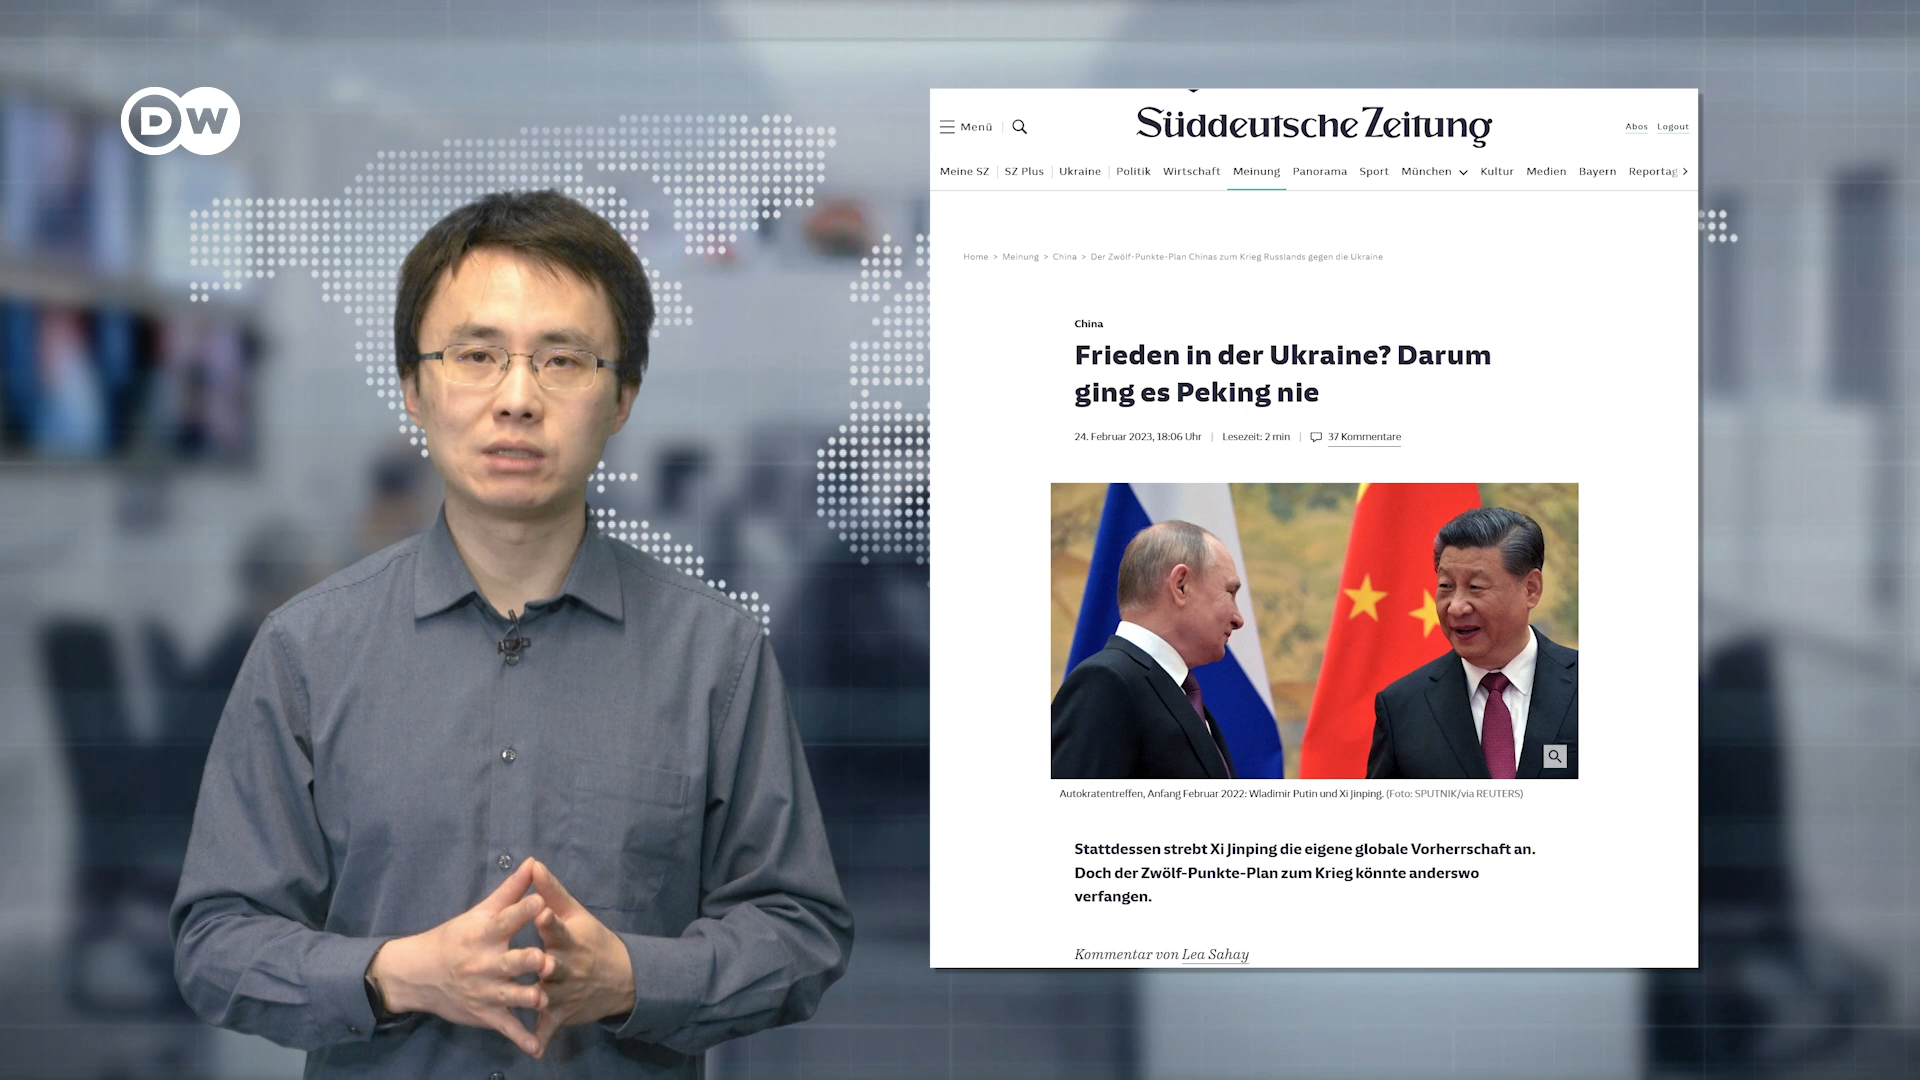 DW
Menü
Süddeutsche Zeitung
Abos Logout
Meine SZ SZ Plus Ukraine Politik Wirtschaft Meinung Panorama Sport München Kultur Medien Bayern Reportag
Home > Meinung > China > Der Zwölf-Punkte-Plan Chinas zum Krieg Russlands gegen die Ukraine
China
Frieden in der Ukraine? Darum
ging es Peking nie
24. Februar 2023, 18:06 Uhr | Lesezeit: 2 min | 37 Kommentare
Autokratentreffen, Anfang Februar 2022: Wladimir Putin und Xi Jinping. (Foto: SPUTNIK/via REUTERS)
Stattdessen strebt Xi Jinping die eigene globale Vorherrschaft an.
Doch der Zwölf-Punkte-Plan zum Krieg könnte anderswo
verfangen.
Kommentar von Lea Sahay